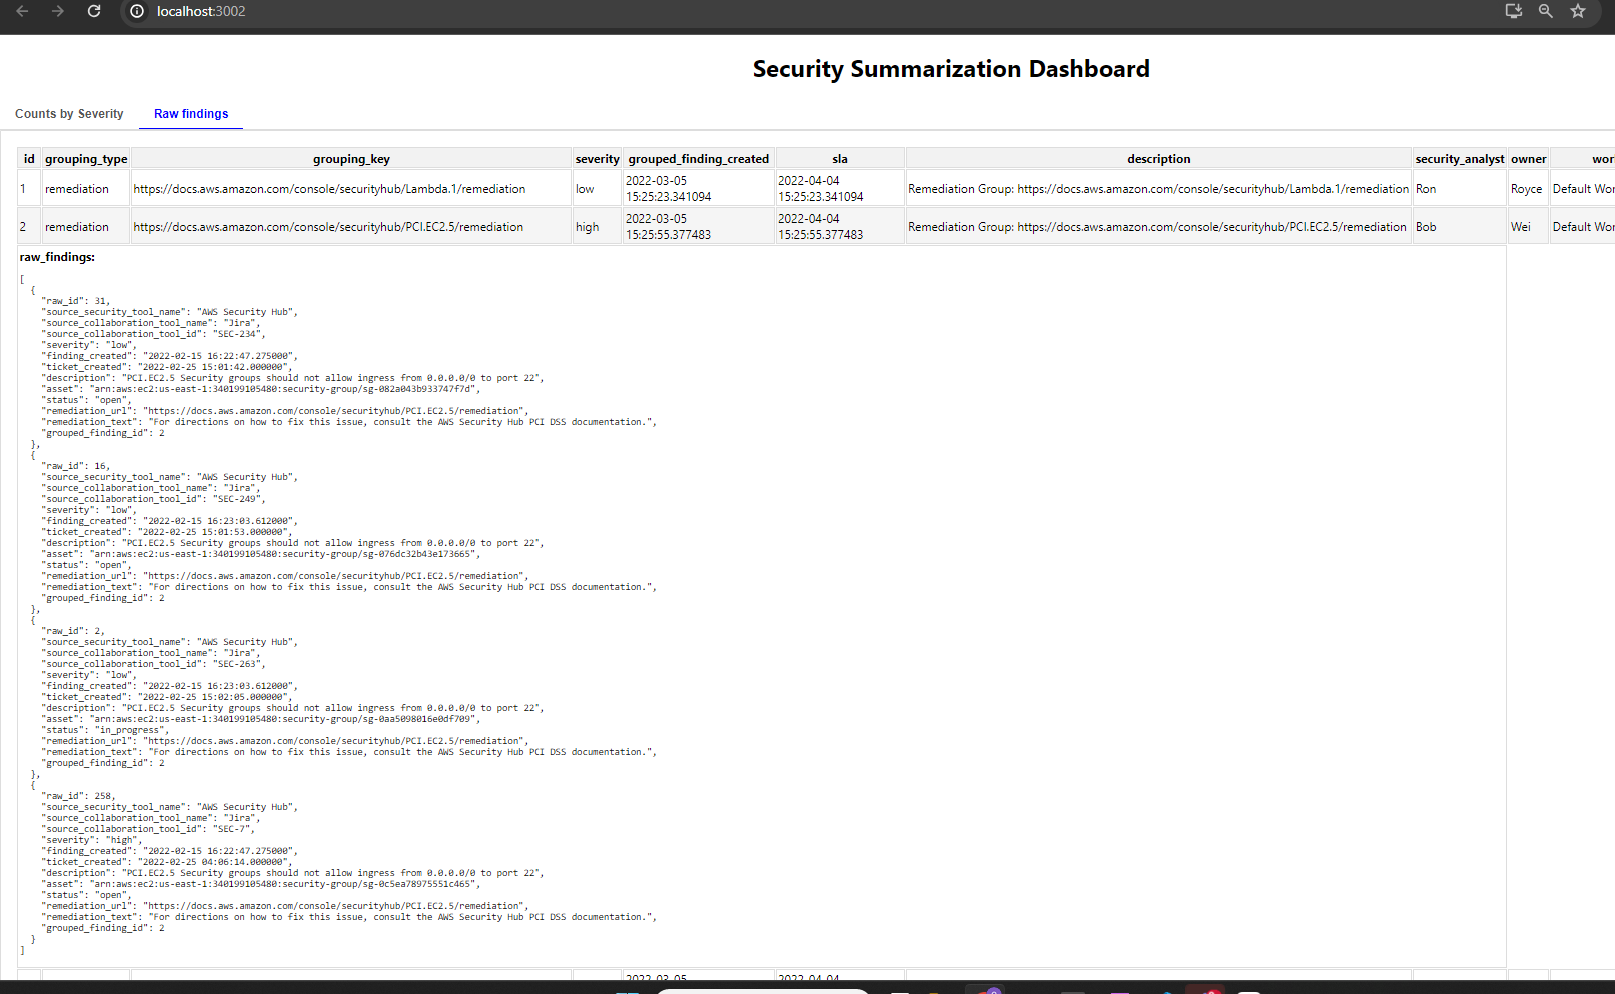 localhost:3002
Security Summarization Dashboard
Counts by Severity Raw findings
id grouping_type grouping_key severity grouped_finding_created sla description security_analyst owner wor
1 remediation https://docs.aws.amazon.com/console/securityhub/Lambda.1/remediation low 2022-03-05 15:25:23.341094 2022-04-04 15:25:23.341094 Remediation Group: https://docs.aws.amazon.com/console/securityhub/Lambda.1/remediation Ron Royce Default Wor
2 remediation https://docs.aws.amazon.com/console/securityhub/PCI.EC2.5/remediation high 2022-03-05 15:25:55.377483 2022-04-04 15:25:55.377483 Remediation Group: https://docs.aws.amazon.com/console/securityhub/PCI.EC2.5/remediation Bob Wei Default Wor
raw_findings:
[
{
"raw_id": 31,
"source_security_tool_name": "AWS Security Hub",
"source_collaboration_tool_name": "Jira",
"source_collaboration_tool_id": "SEC-234",
"severity": "low",
"finding_created": "2022-02-15 16:22:47.275000",
"ticket_created": "2022-02-25 15:01:42.000000",
"description": "PCI.EC2.5 Security groups should not allow ingress from 0.0.0.0/0 to port 22",
"asset": "arn:aws:ec2:us-east-1:340199105480:security-group/sg-082a043b933747f7d",
"status": "open",
"remediation_url": "https://docs.aws.amazon.com/console/securityhub/PCI.EC2.5/remediation",
"remediation_text": "For directions on how to fix this issue, consult the AWS Security Hub PCI DSS documentation.",
"grouped_finding_id": 2
},
{
"raw_id": 16,
"source_security_tool_name": "AWS Security Hub",
"source_collaboration_tool_name": "Jira",
"source_collaboration_tool_id": "SEC-249",
"severity": "low",
"finding_created": "2022-02-15 16:23:03.612000",
"ticket_created": "2022-02-25 15:01:53.000000",
"description": "PCI.EC2.5 Security groups should not allow ingress from 0.0.0.0/0 to port 22",
"asset": "arn:aws:ec2:us-east-1:340199105480:security-group/sg-076dc32b43e173665",
"status": "open",
"remediation_url": "https://docs.aws.amazon.com/console/securityhub/PCI.EC2.5/remediation",
"remediation_text": "For directions on how to fix this issue, consult the AWS Security Hub PCI DSS documentation.",
"grouped_finding_id": 2
},
{
"raw_id": 2,
"source_security_tool_name": "AWS Security Hub",
"source_collaboration_tool_name": "Jira",
"source_collaboration_tool_id": "SEC-263",
"severity": "low",
"finding_created": "2022-02-15 16:23:03.612000",
"ticket_created": "2022-02-25 15:02:05.000000",
"description": "PCI.EC2.5 Security groups should not allow ingress from 0.0.0.0/0 to port 22",
"asset": "arn:aws:ec2:us-east-1:340199105480:security-group/sg-0aa5098016e0df709",
"status": "in_progress",
"remediation_url": "https://docs.aws.amazon.com/console/securityhub/PCI.EC2.5/remediation",
"remediation_text": "For directions on how to fix this issue, consult the AWS Security Hub PCI DSS documentation.",
"grouped_finding_id": 2
},
{
"raw_id": 258,
"source_security_tool_name": "AWS Security Hub",
"source_collaboration_tool_name": "Jira",
"source_collaboration_tool_id": "SEC-7",
"severity": "high",
"finding_created": "2022-02-15 16:22:47.275000",
"ticket_created": "2022-02-25 04:06:14.000000",
"description": "PCI.EC2.5 Security groups should not allow ingress from 0.0.0.0/0 to port 22",
"asset": "arn:aws:ec2:us-east-1:340199105480:security-group/sg-0c5ea78975551c465",
"status": "open",
"remediation_url": "https://docs.aws.amazon.com/console/securityhub/PCI.EC2.5/remediation",
"remediation_text": "For directions on how to fix this issue, consult the AWS Security Hub PCI DSS documentation.",
"grouped_finding_id": 2
}
]
2022-03-05 2022-04-04